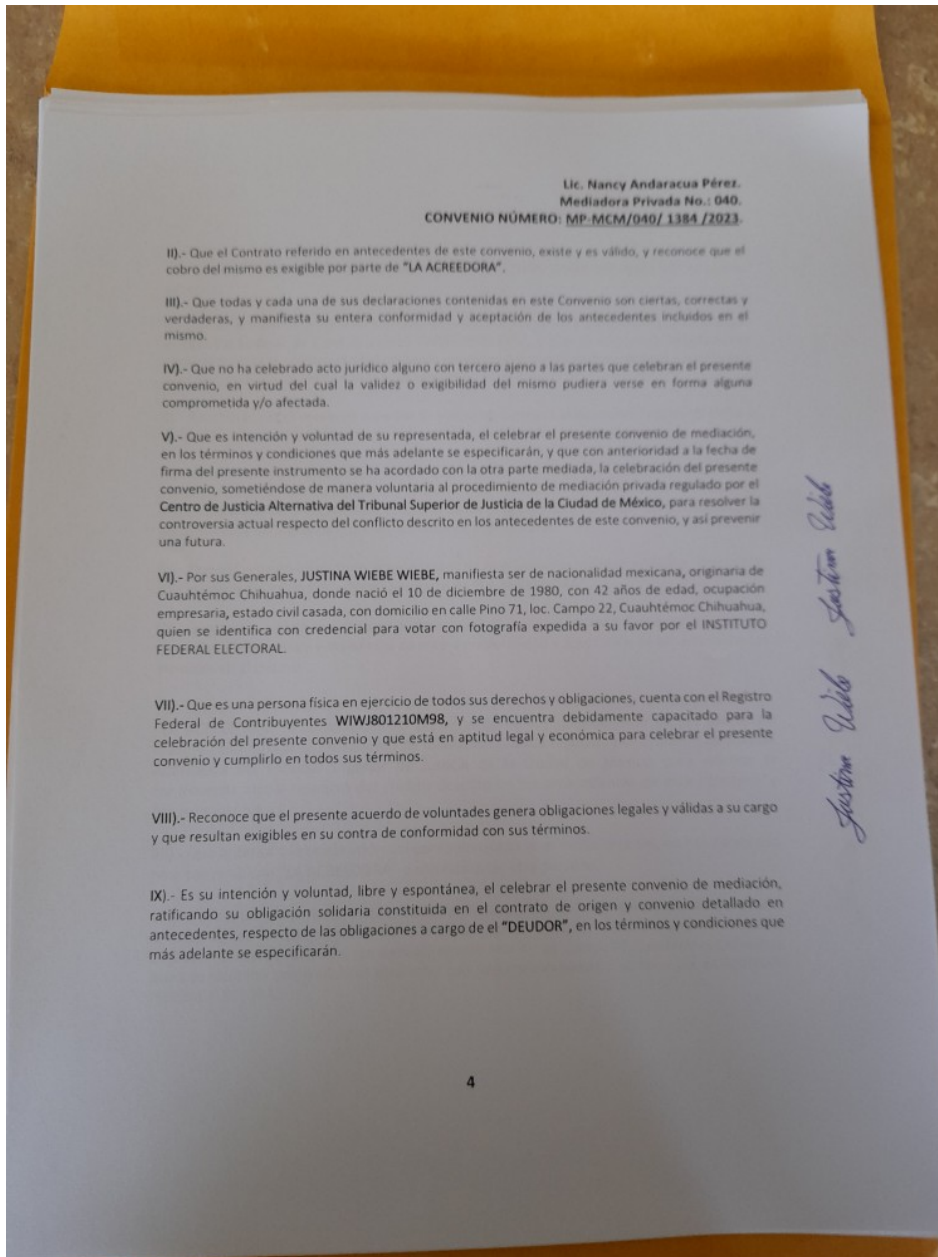 Lic. Nancy Andaracua Pérez.
Mediadora Privada No.: 040.
CONVENIO NÚMERO: MP-MCM/040/ 1384 /2023.
II).- Que el Contrato referido en antecedentes de este convenio, existe y es válido, y reconoce que el
cobro del mismo es exigible por parte de “LA ACREEDORA”.
III).- Que todas y cada una de sus declaraciones contenidas en este Convenio son ciertas, correctas y
verdaderas, y manifiesta su entera conformidad y aceptación de los antecedentes incluidos en el
mismo.
IV).- Que no ha celebrado acto jurídico alguno con tercero ajeno a las partes que celebran el presente
convenio, en virtud del cual la validez o exigibilidad del mismo pudiera verse en forma alguna
comprometida y/o afectada.
V).- Que es intención y voluntad de su representada, el celebrar el presente convenio de mediación,
en los términos y condiciones que más adelante se especificarán, y que con anterioridad a la fecha de
firma del presente instrumento se ha acordado con la otra parte mediada, la celebración del presente
convenio, sometiéndose de manera voluntaria al procedimiento de mediación privada regulado por el
Centro de Justicia Alternativa del Tribunal Superior de Justicia de la Ciudad de México, para resolver la
controversia actual respecto del conflicto descrito en los antecedentes de este convenio, y así prevenir
una futura.
VI).- Por sus Generales, JUSTINA WIEBE WIEBE, manifiesta ser de nacionalidad mexicana, originaria de
Cuauhtémoc Chihuahua, donde nació el 10 de diciembre de 1980, con 42 años de edad, ocupación
empresaria, estado civil casada, con domicilio en calle Pino 71, loc. Campo 22, Cuauhtémoc Chihuahua,
quien se identifica con credencial para votar con fotografía expedida a su favor por el INSTITUTO
FEDERAL ELECTORAL.
VII).- Que es una persona física en ejercicio de todos sus derechos y obligaciones, cuenta con el Registro
Federal de Contribuyentes WIWJ801210M98, y se encuentra debidamente capacitado para la
celebración del presente convenio y que está en aptitud legal y económica para celebrar el presente
convenio y cumplirlo en todos sus términos.
VIII).- Reconoce que el presente acuerdo de voluntades genera obligaciones legales y válidas a su cargo
y que resultan exigibles en su contra de conformidad con sus términos.
IX).- Es su intención y voluntad, libre y espontánea, el celebrar el presente convenio de mediación,
ratificando su obligación solidaria constituida en el contrato de origen y convenio detallado en
antecedentes, respecto de las obligaciones a cargo de el “DEUDOR”, en los términos y condiciones que
más adelante se especificarán.
4
Justina Justina